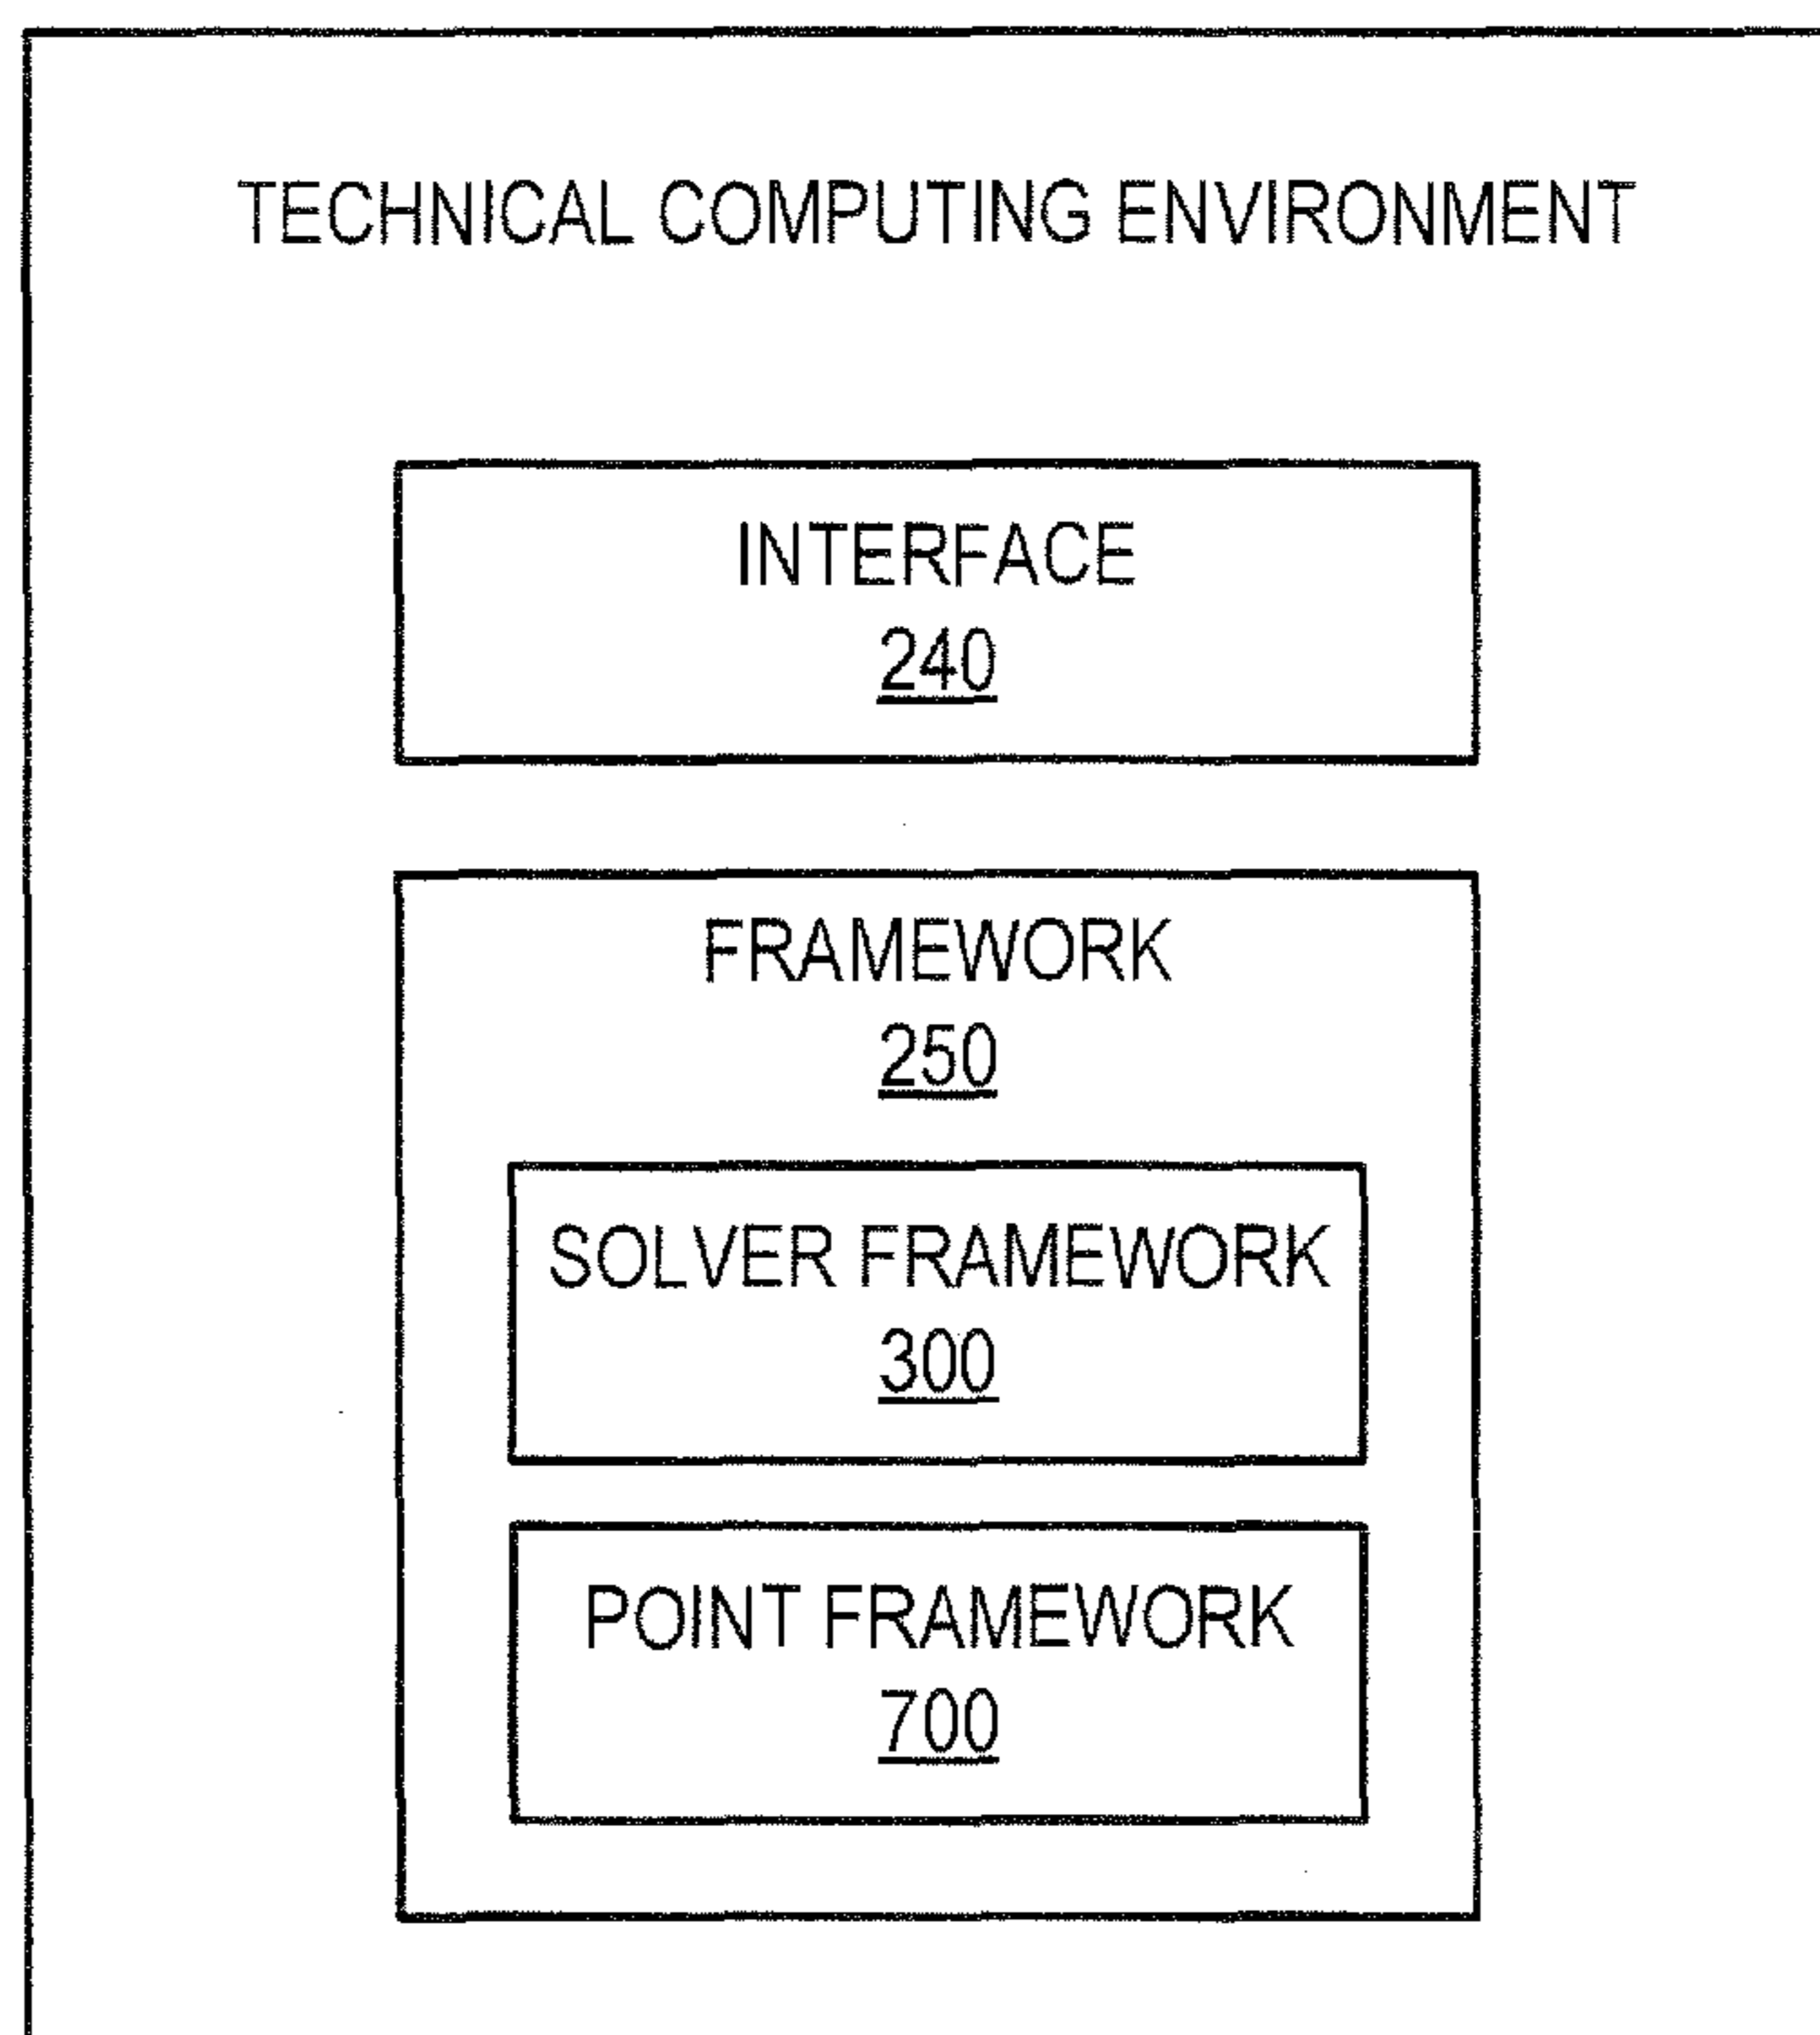 TECHNICAL COMPUTING ENVIRONMENT
INTERFACE
240
FRAMEWORK
250
SOLVER FRAMEWORK
300
POINT FRAMEWORK
700